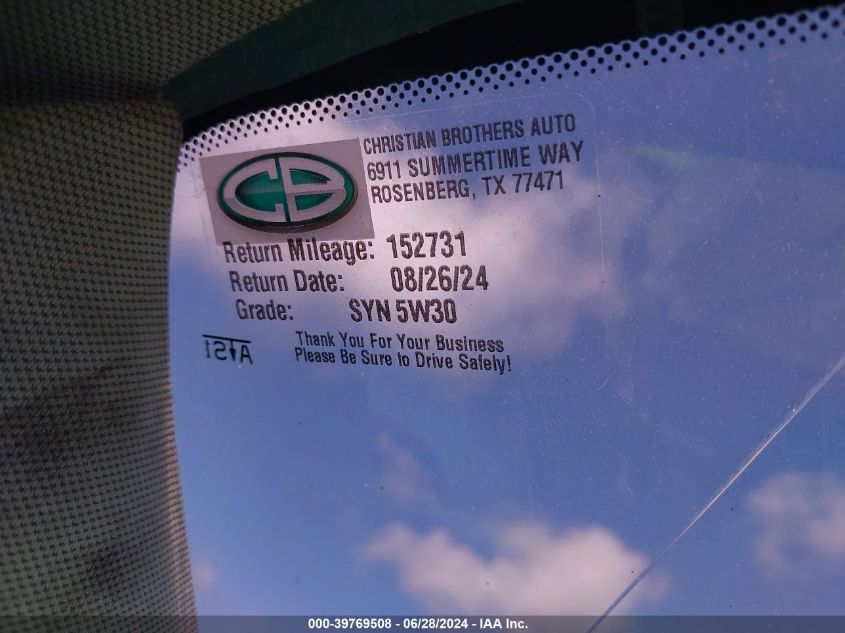 CB
CHRISTIAN BROTHERS AUTO
6911 SUMMERTIME WAY
ROSENBERG, TX 77471
Return Mileage: 152731
Return Date: 08/26/24
Grade: SYN 5W30
Thank You For Your Business
Please Be Sure to Drive Safely!
AS1
000-39769508 - 06/28/2024 - IAA Inc.